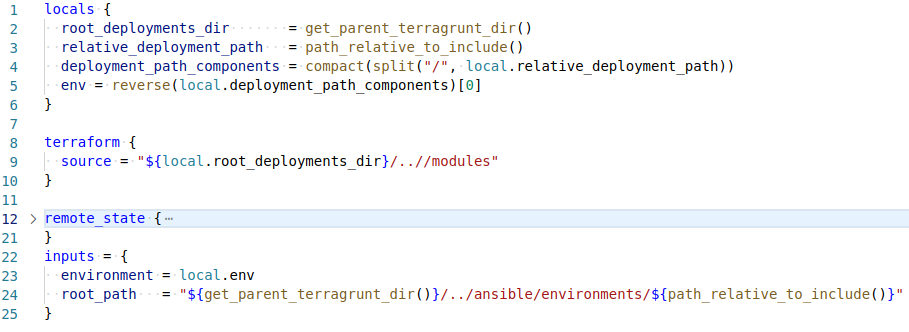 1 locals {
2   root_deployments_dir       = get_parent_terragrunt_dir()
3   relative_deployment_path   = path_relative_to_include()
4   deployment_path_components = compact(split("/", local.relative_deployment_path))
5   env = reverse(local.deployment_path_components)[0]
6 }
7
8 terraform {
9   source = "${local.root_deployments_dir}/..//modules"
10 }
11
12 > remote_state { ⋯
21 }
22 inputs = {
23   environment = local.env
24   root_path   = "${get_parent_terragrunt_dir()}/../ansible/environments/${path_relative_to_include()}"
25 }